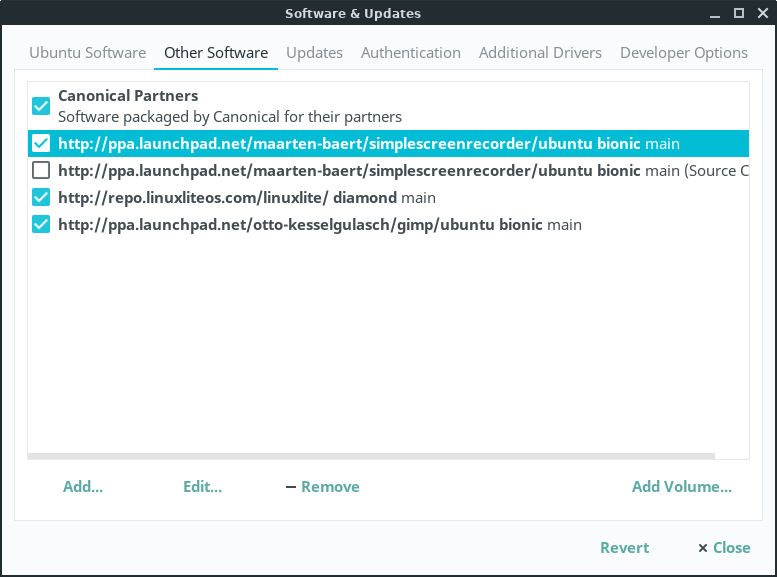 Software & Updates
Ubuntu Software Other Software Updates Authentication Additional Drivers Developer Options
Canonical Partners
Software packaged by Canonical for their partners
http://ppa.launchpad.net/maarten-baert/simplescreenrecorder/ubuntu bionic main
http://ppa.launchpad.net/maarten-baert/simplescreenrecorder/ubuntu bionic main (Source C
http://repo.linuxliteos.com/linuxlite/ diamond main
http://ppa.launchpad.net/otto-kesselgulasch/gimp/ubuntu bionic main
Add... Edit... Remove Add Volume...
Revert Close